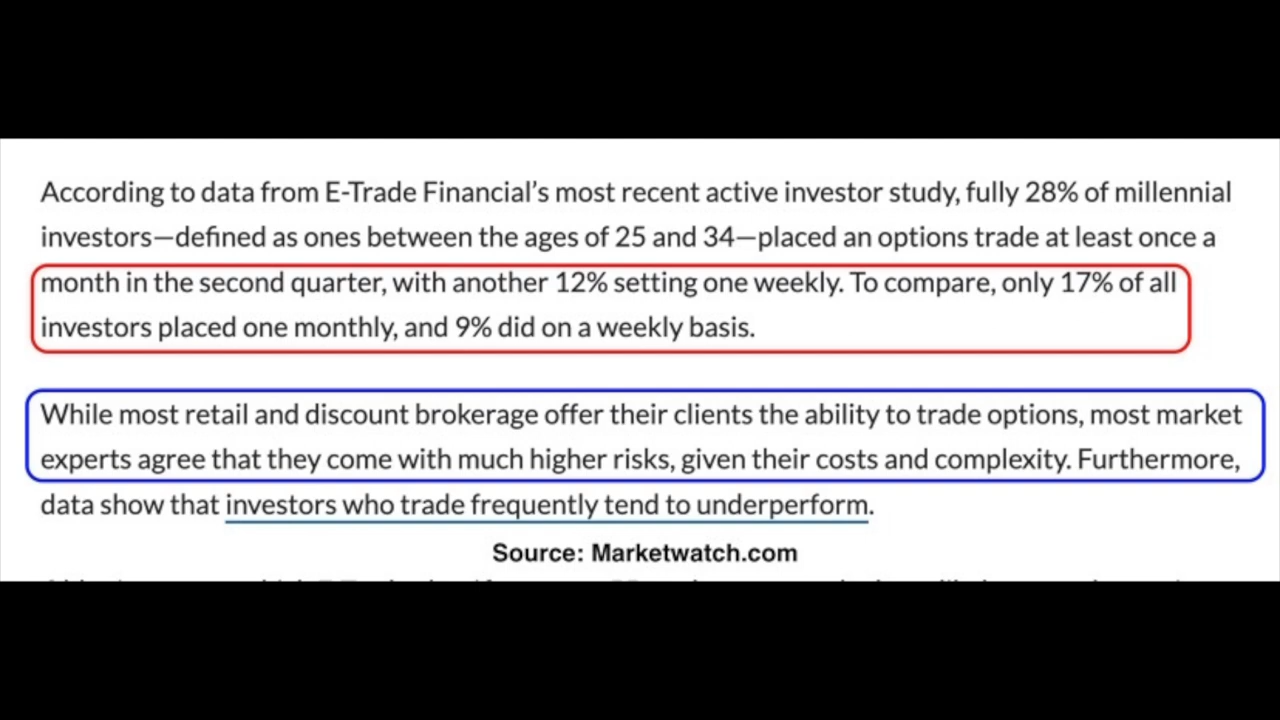 According to data from E-Trade Financial’s most recent active investor study, fully 28% of millennial
investors—defined as ones between the ages of 25 and 34—placed an options trade at least once a
month in the second quarter, with another 12% setting one weekly. To compare, only 17% of all
investors placed one monthly, and 9% did on a weekly basis.
While most retail and discount brokerage offer their clients the ability to trade options, most market
experts agree that they come with much higher risks, given their costs and complexity. Furthermore,
data show that investors who trade frequently tend to underperform.
Source: Marketwatch.com